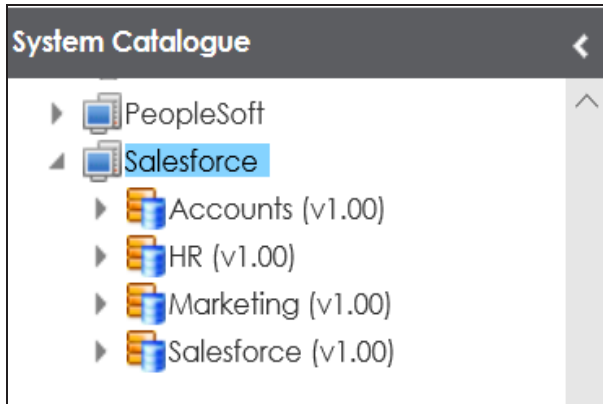 System Catalogue
PeopleSoft
Salesforce
Accounts (v1.00)
HR (v1.00)
Marketing (v1.00)
Salesforce (v1.00)